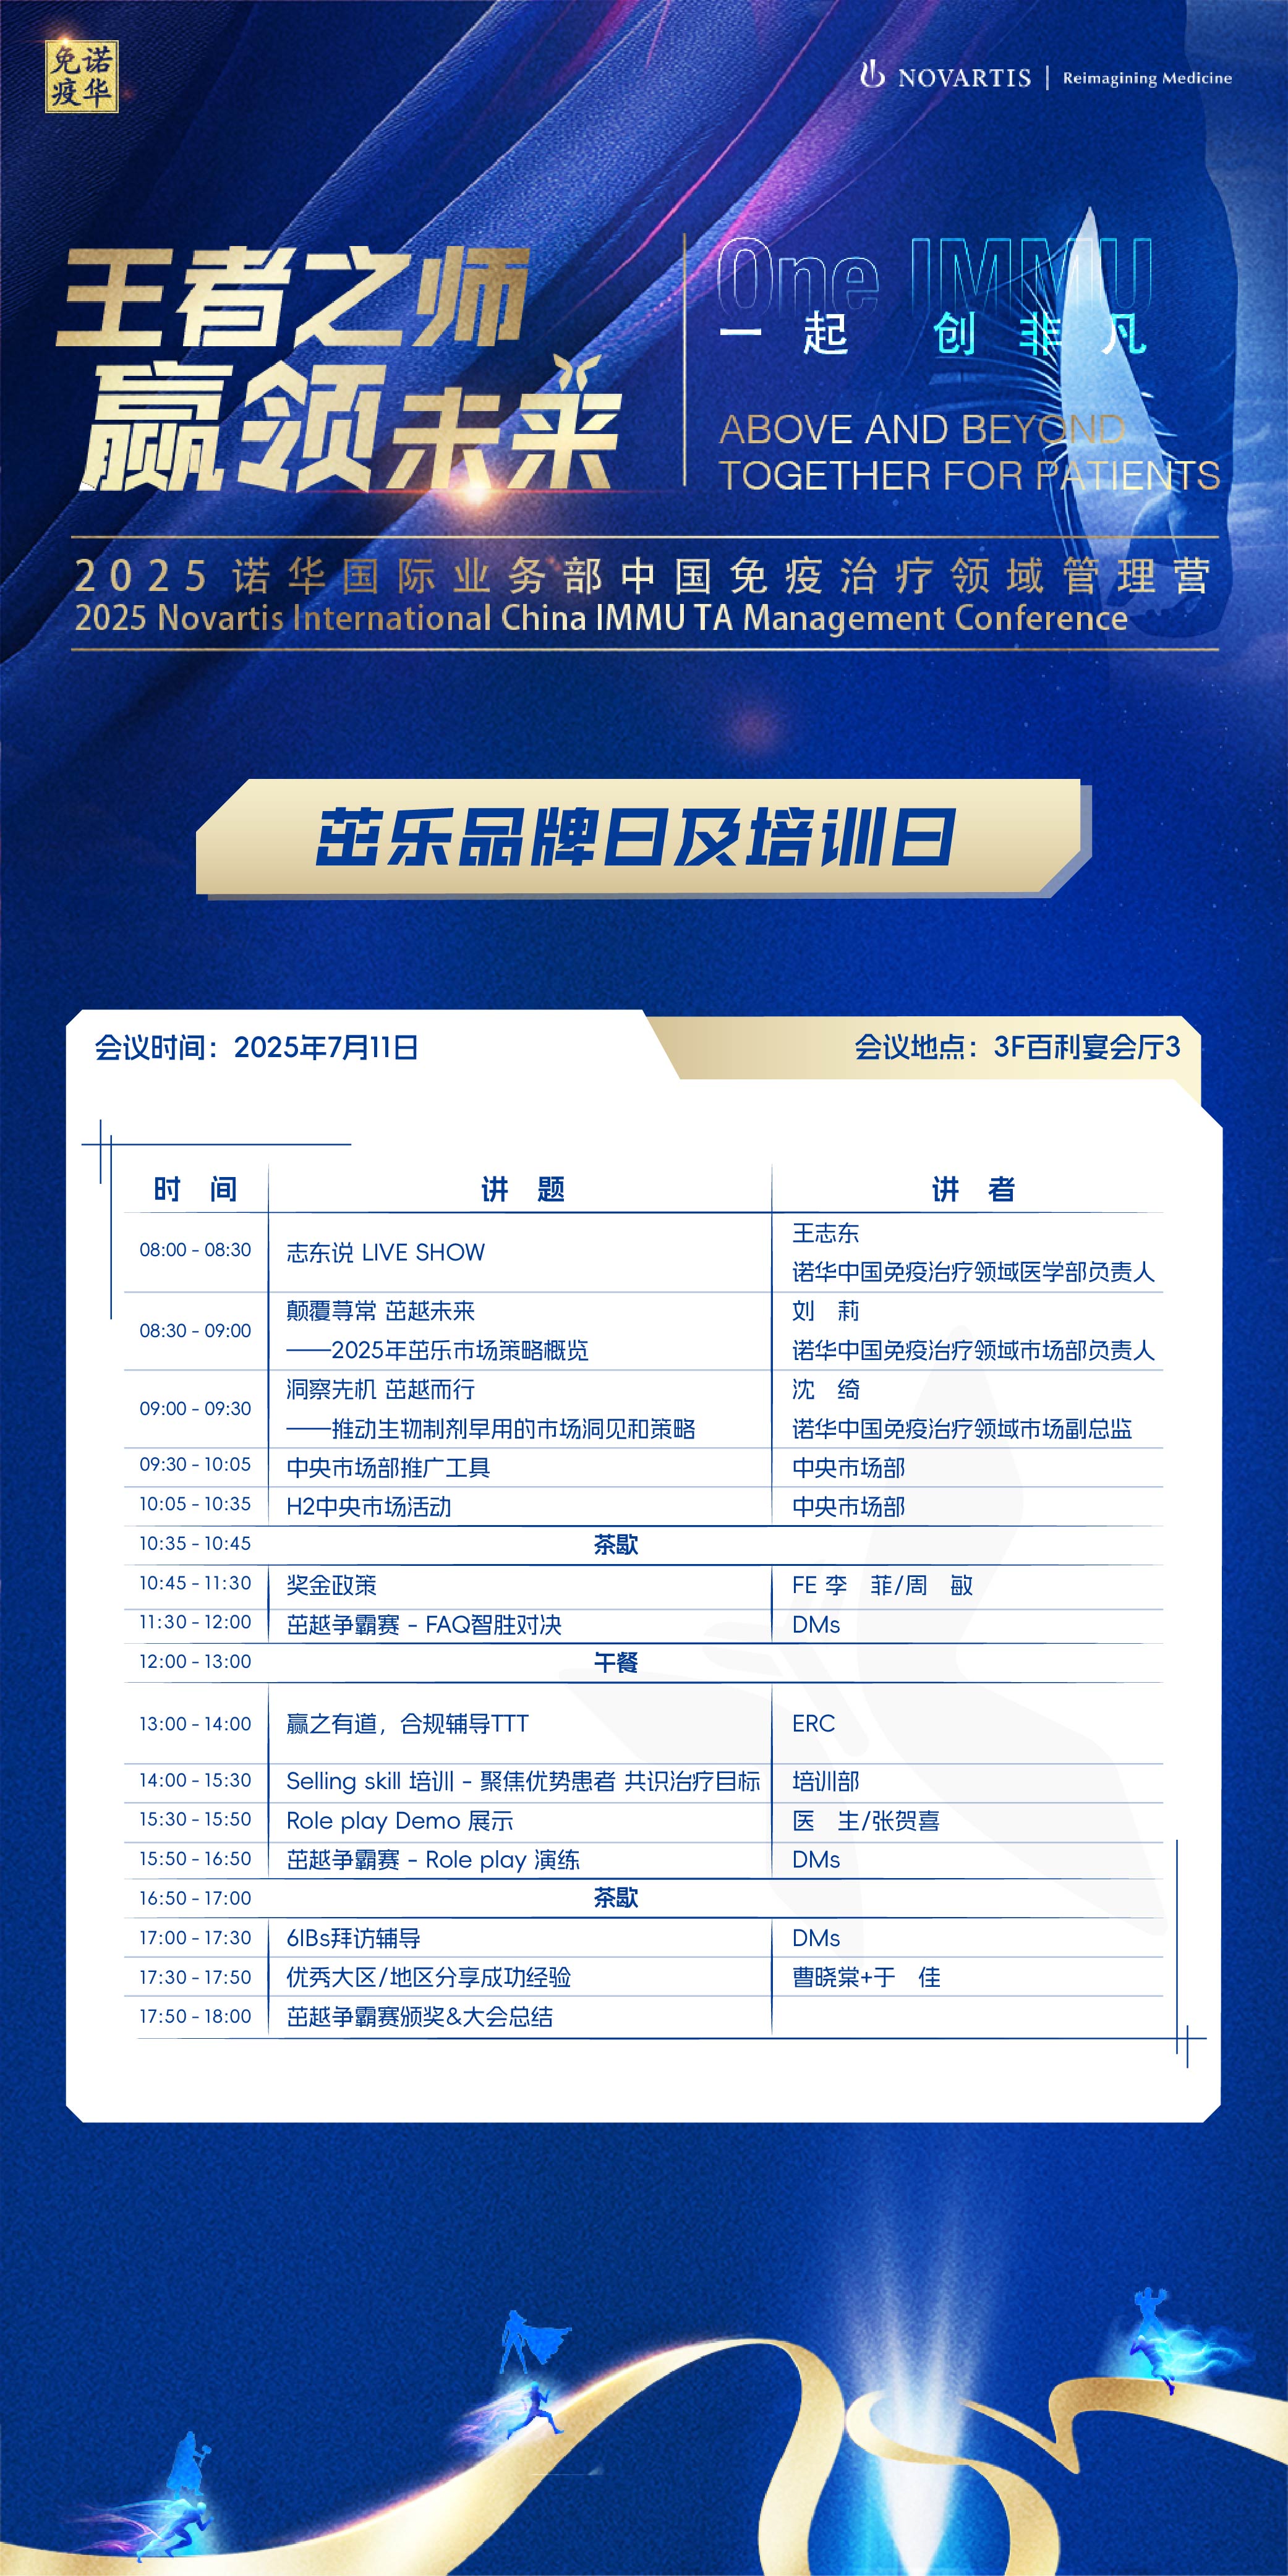 免诺
疫华
NOVARTIS | Reimagining Medicine
王者之师
赢领未来
One IMMU
一起 创非凡
ABOVE AND BEYOND
TOGETHER FOR PATIENTS
2025诺华国际业务部中国免疫治疗领域管理营
2025 Novartis International China IMMU TA Management Conference
茁乐品牌日及培训日
会议时间：2025年7月11日
会议地点：3F百利宴会厅3
时 间 讲 题 讲 者
08:00 - 08:30 志东说 LIVE SHOW 王志东
诺华中国免疫治疗领域医学部负责人
08:30 - 09:00 颠覆荨常 茁越未来 刘 莉
——2025年茁乐市场策略概览 诺华中国免疫治疗领域市场部负责人
09:00 - 09:30 洞察先机 茁越而行 沈 绮
——推动生物制剂早用的市场洞见和策略 诺华中国免疫治疗领域市场副总监
09:30 - 10:05 中央市场部推广工具 中央市场部
10:05 - 10:35 H2中央市场活动 中央市场部
10:35 - 10:45 茶歇
10:45 - 11:30 奖金政策 FE 李 菲/周 敏
11:30 - 12:00 茁越争霸赛 - FAQ智胜对决 DMs
12:00 - 13:00 午餐
13:00 - 14:00 赢之有道，合规辅导TTT ERC
14:00 - 15:30 Selling skill 培训 - 聚焦优势患者 共识治疗目标 培训部
15:30 - 15:50 Role play Demo 展示 医 生/张贺喜
15:50 - 16:50 茁越争霸赛 - Role play 演练 DMs
16:50 - 17:00 茶歇
17:00 - 17:30 6IBs拜访辅导 DMs
17:30 - 17:50 优秀大区/地区分享成功经验 曹晓棠+于 佳
17:50 - 18:00 茁越争霸赛颁奖&大会总结